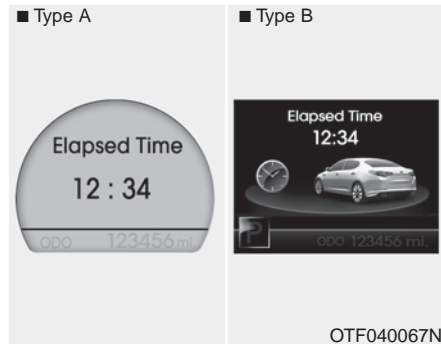 ■ Type A
Elapsed Time
12 : 34
ODO 123456 mi.
■ Type B
Elapsed Time
12:34
P
ODO 123456 mi.
OTF040067N